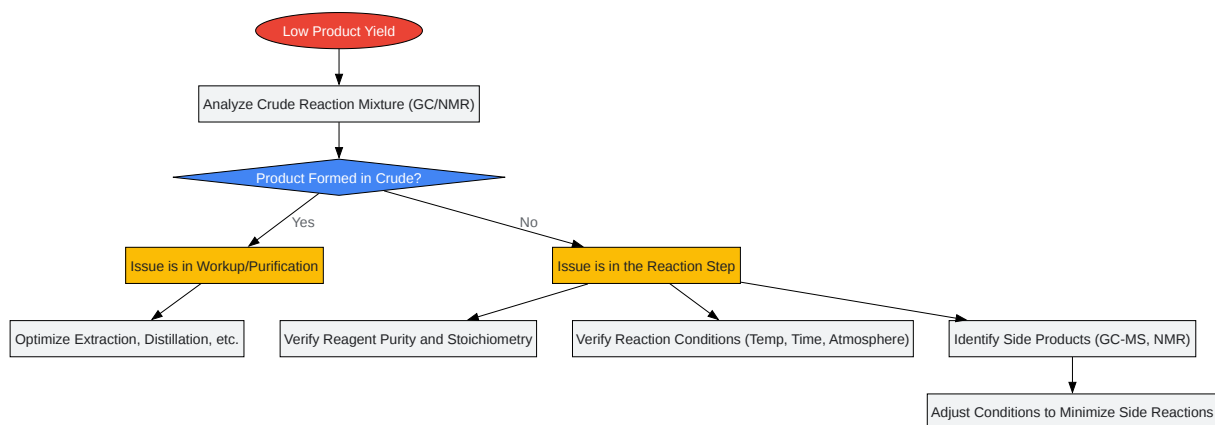 Low Product Yield
Analyze Crude Reaction Mixture (GC/NMR)
Product Formed in Crude?
Yes
No
Issue is in Workup/Purification
Issue is in the Reaction Step
Optimize Extraction, Distillation, etc.
Verify Reagent Purity and Stoichiometry
Verify Reaction Conditions (Temp, Time, Atmosphere)
Identify Side Products (GC-MS, NMR)
Adjust Conditions to Minimize Side Reactions